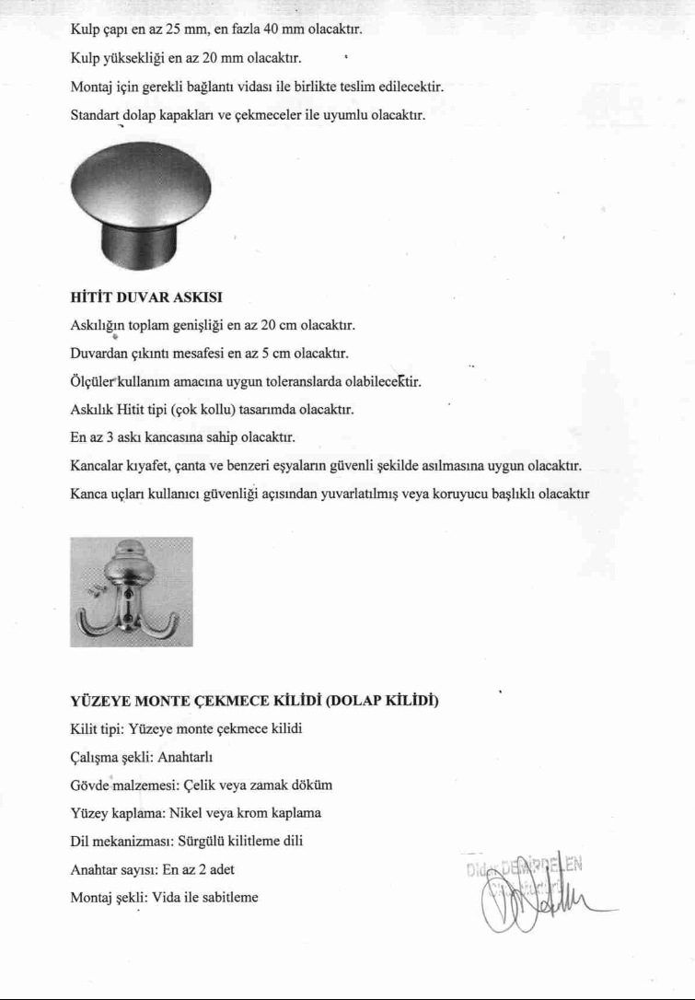 Kulp çapı en az 25 mm, en fazla 40 mm olacaktır.
Kulp yüksekliği en az 20 mm olacaktır.
Montaj için gerekli bağlantı vidası ile birlikte teslim edilecektir.
Standart dolap kapakları ve çekmeceler ile uyumlu olacaktır.
HİTİT DUVAR ASKISI
Askılığın toplam genişliği en az 20 cm olacaktır.
Duvardan çıkıntı mesafesi en az 5 cm olacaktır.
Ölçüler kullanım amacına uygun toleranslarda olabilecektir.
Askılık Hitit tipi (çok kollu) tasarımda olacaktır.
En az 3 askı kancasına sahip olacaktır.
Kancalar kıyafet, çanta ve benzeri eşyaların güvenli şekilde asılmasına uygun olacaktır.
Kanca uçları kullanıcı güvenliği açısından yuvarlatılmış veya koruyucu başlıklı olacaktır
YÜZEYE MONTE ÇEKMECE KİLİDİ (DOLAP KİLİDİ)
Kilit tipi: Yüzeye monte çekmece kilidi
Çalışma şekli: Anahtarlı
Gövde malzemesi: Çelik veya zamak döküm
Yüzey kaplama: Nikel veya krom kaplama
Dil mekanizması: Sürgülü kilitleme dili
Anahtar sayısı: En az 2 adet
Montaj şekli: Vida ile sabitleme